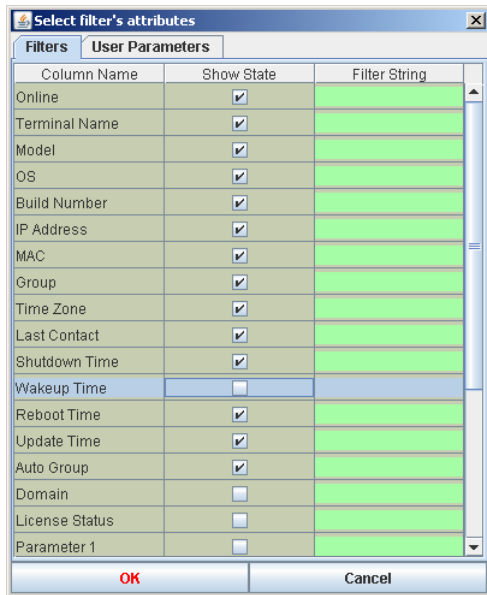 Select filter's attributes
Filters User Parameters
Column Name Show State Filter String
Online
Terminal Name
Model
OS
Build Number
IP Address
MAC
Group
Time Zone
Last Contact
Shutdown Time
Wakeup Time
Reboot Time
Update Time
Auto Group
Domain
License Status
Parameter 1
OK Cancel